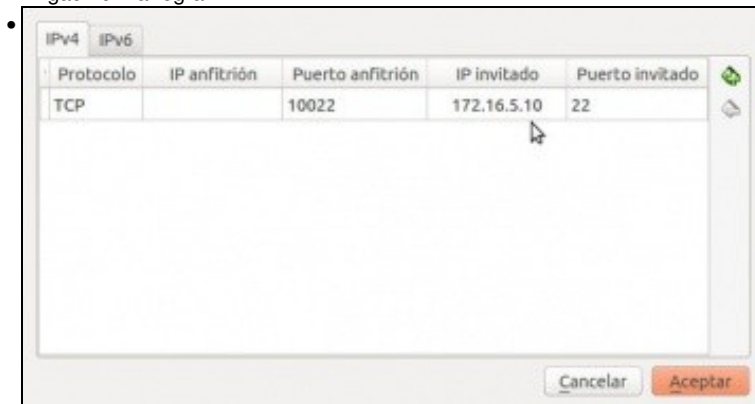 IPv4 IPv6
Protocolo IP anfitrión Puerto anfitrión IP invitado Puerto invitado
TCP 10022 172.16.5.10 22
Cancelar Aceptar